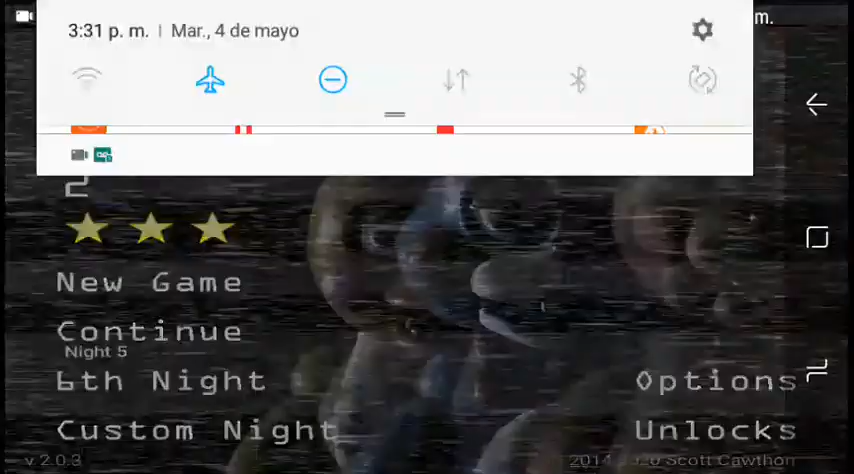 3:31 p. m. | Mar., 4 de mayo
m.
2
New Game
Continue
Night 5
6th Night
Options
Custom Night
Unlocks
v 2.0.3
2014 Scott Cawthon